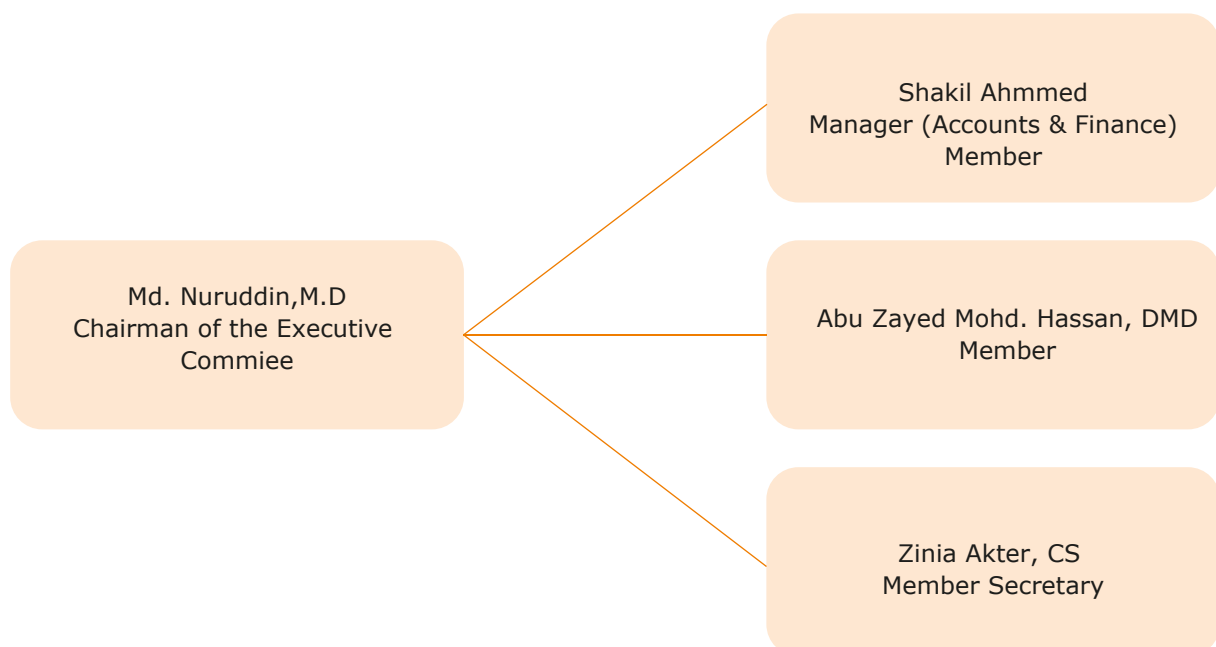 Shakil Ahmmed
Manager (Accounts & Finance)
Member
Md. Nuruddin,M.D
Chairman of the Executive
Commiee
Abu Zayed Mohd. Hassan, DMD
Member
Zinia Akter, CS
Member Secretary